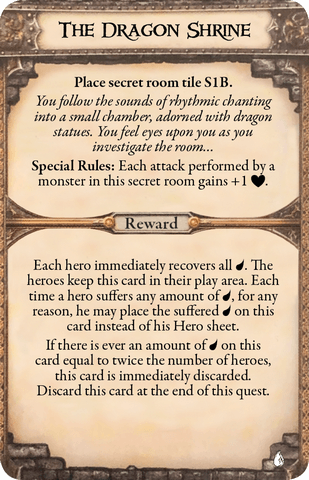 The Dragon Shrine
Place secret room tile S1B.
You follow the sounds of rhythmic chanting
into a small chamber, adorned with dragon
statues. You feel eyes upon you as you
investigate the room...
Special Rules: Each attack performed by a
monster in this secret room gains +1 ♥.
Reward
Each hero immediately recovers all . The
heroes keep this card in their play area. Each
time a hero suffers any amount of , for any
reason, he may place the suffered on this
card instead of his Hero sheet.
If there is ever an amount of on this
card equal to twice the number of heroes,
this card is immediately discarded.
Discard this card at the end of this quest.